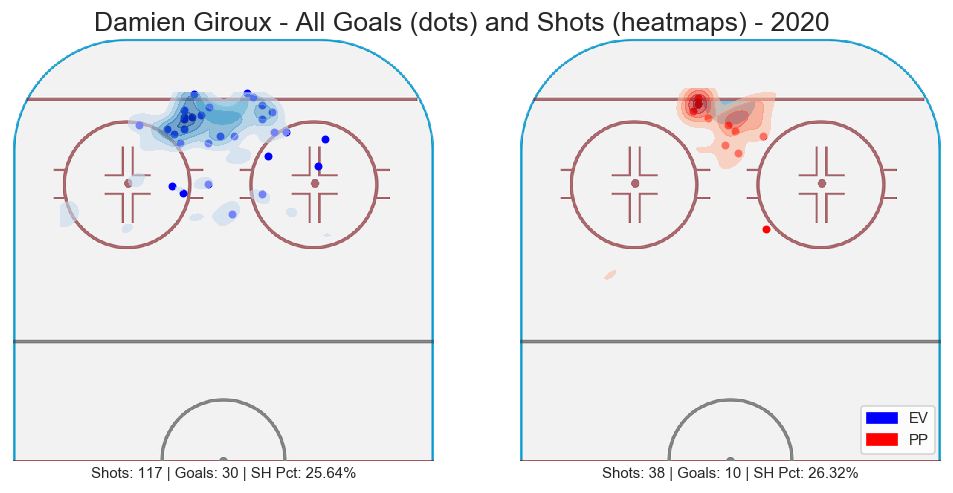 Damien Giroux - All Goals (dots) and Shots (heatmaps) - 2020
EV
PP
Shots: 117 | Goals: 30 | SH Pct: 25.64%
Shots: 38 | Goals: 10 | SH Pct: 26.32%